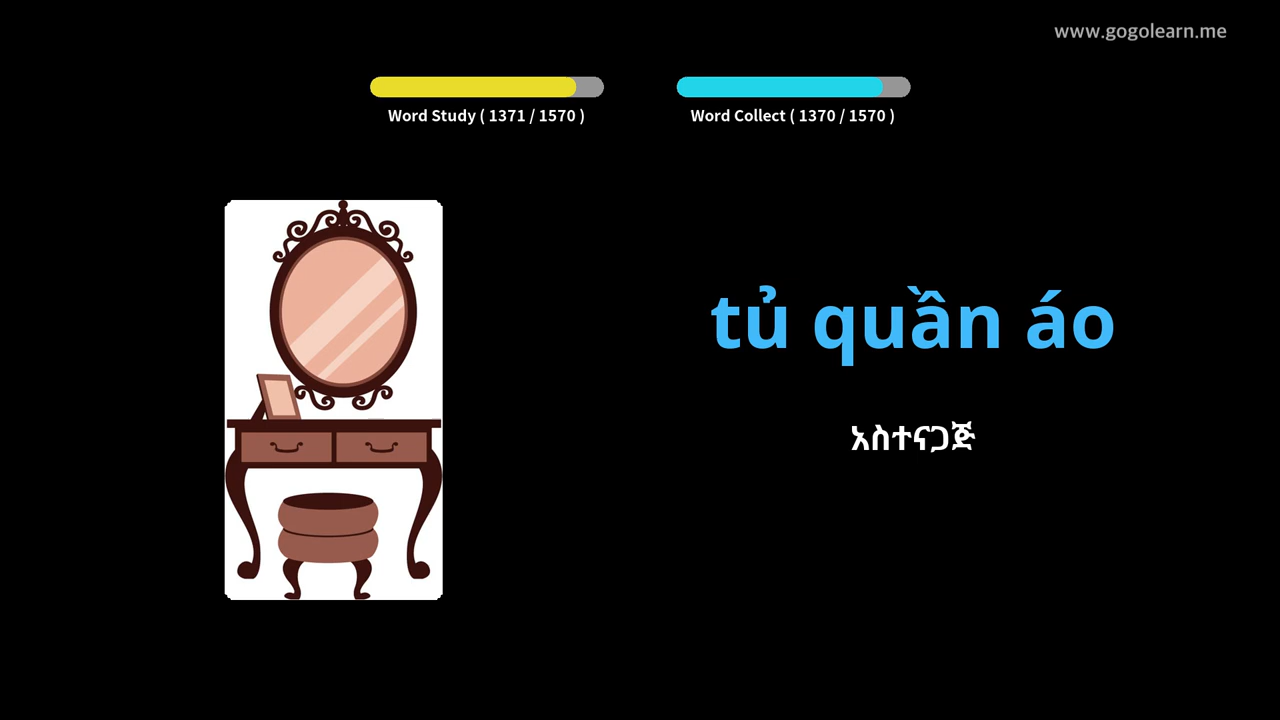 www.gogolearn.me
Word Study ( 1371 / 1570 )
Word Collect ( 1370 / 1570 )
tủ quần áo
አስተናጋጅ